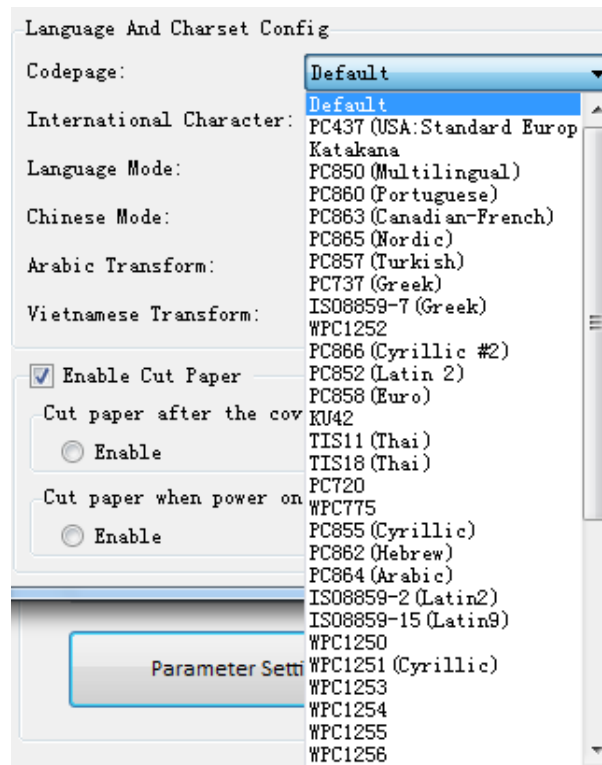 Language And Charset Config
Codepage:
Default
International Character:
Language Mode:
Chinese Mode:
Arabic Transform:
Vietnamese Transform:
Default
PC437(USA:Standard Europ
Katakana
PC850(Multilingual)
PC860(Portuguese)
PC863(Canadian-French)
PC865(Nordic)
PC857(Turkish)
PC737(Greek)
ISO8859-7(Greek)
WPC1252
PC866(Cyrillic #2)
PC852(Latin 2)
PC858(Euro)
KU42
TIS11(Thai)
TIS18(Thai)
PC720
WPC775
PC855(Cyrillic)
PC862(Hebrew)
PC864(Arabic)
ISO8859-2(Latin2)
ISO8859-15(Latin9)
WPC1250
WPC1251(Cyrillic)
WPC1253
WPC1254
WPC1255
WPC1256
Enable Cut Paper
Cut paper after the cov
Enable
Cut paper when power on
Enable
Parameter Setti